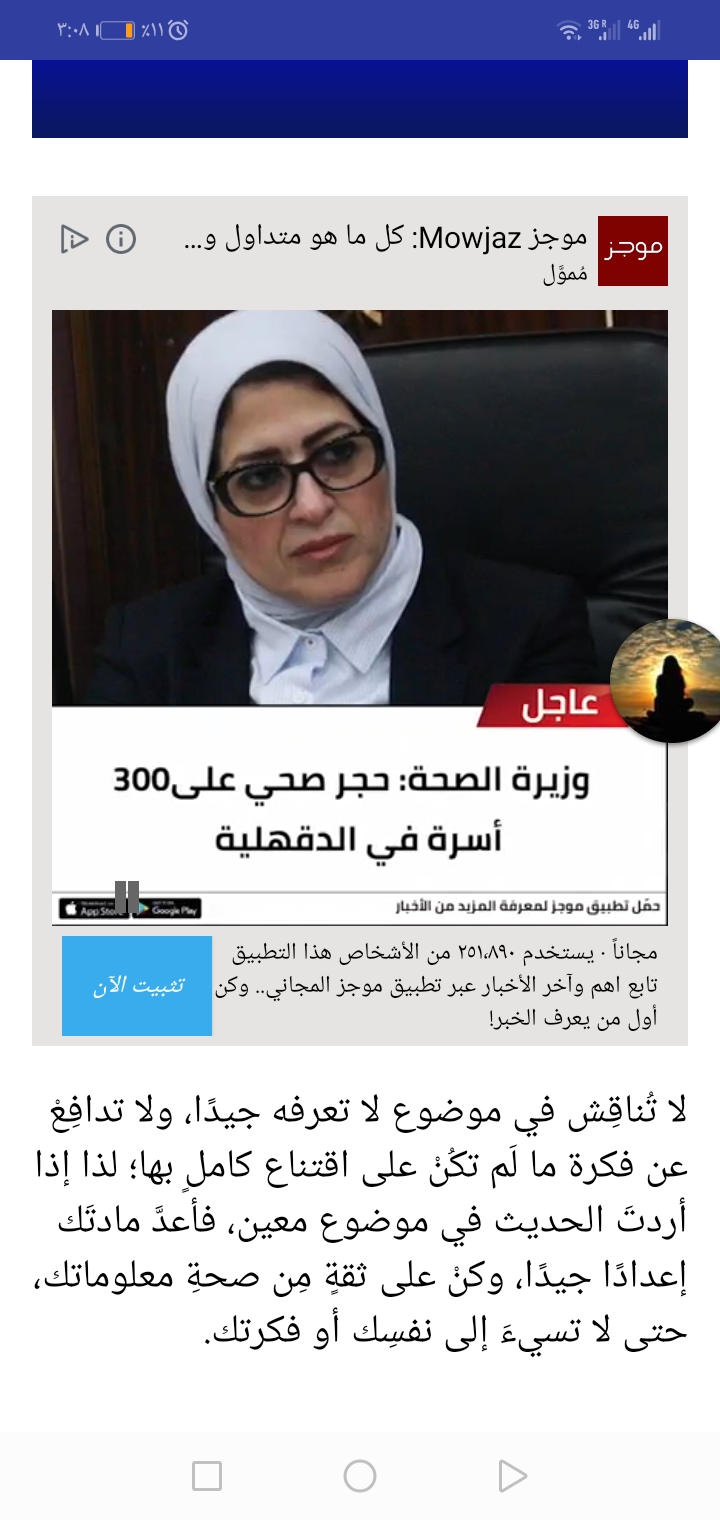 ٣:٠٨ ٪١١ 3G R 4G
موجز Mowjaz: كل ما هو متداول و...
موجز
مُموَّل
عاجل
وزيرة الصحة: حجر صحي على300
أسرة في الدقهلية
حمّل تطبيق موجز لمعرفة المزيد من الأخبار
App Store Google Play
مجاناً · يستخدم ٢٥١،٨٩٠ من الأشخاص هذا التطبيق
تابع اهم وآخر الأخبار عبر تطبيق موجز المجاني.. وكن
أول من يعرف الخبر!
تثبيت الآن
لا تُناقِش في موضوع لا تعرفه جيدًا، ولا تدافِعْ
عن فكرة ما لَم تكُنْ على اقتناع كاملٍ بها؛ لذا إذا
أردتَ الحديث في موضوع معين، فأعدَّ مادتَك
إعدادًا جيدًا، وكنْ على ثقةٍ مِن صحةِ معلوماتك،
حتى لا تسيءَ إلى نفسِك أو فكرتك.